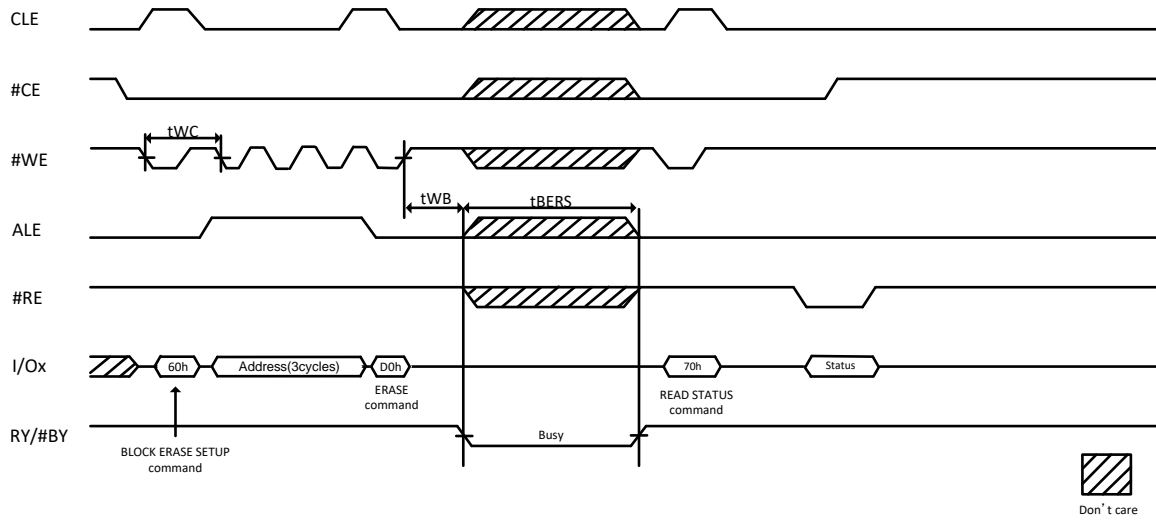 CLE
#CE
tWC
#WE
tWB
tBERS
ALE
#RE
I/Ox
60h
Address(3cycles)
D0h
70h
Status
ERASE
command
READ STATUS
command
RY/#BY
Busy
BLOCK ERASE SETUP
command
Don't care